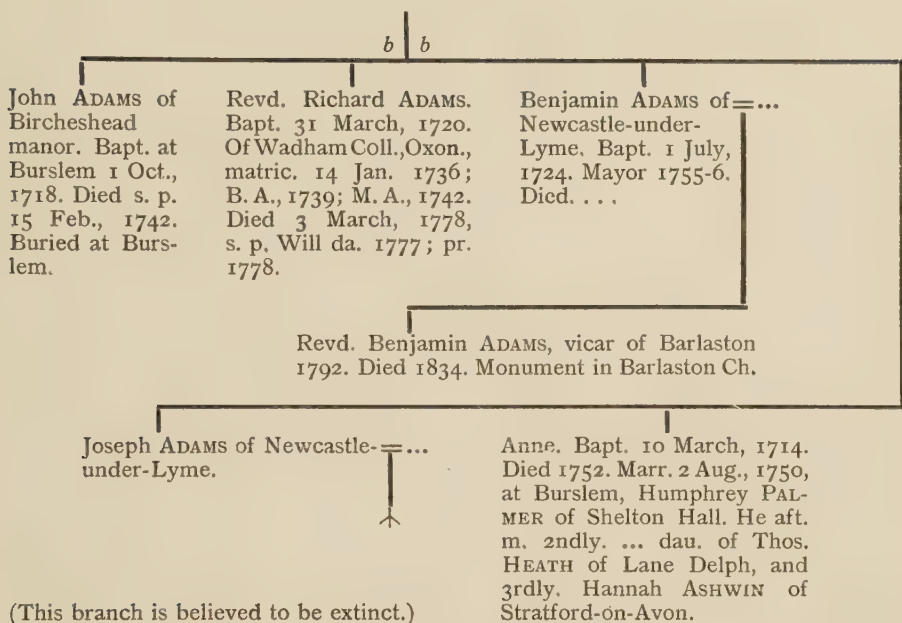 b b
John ADAMS of
Bircheshead
manor. Bapt. at
Burslem 1 Oct.,
1718. Died s. p.
15 Feb., 1742.
Buried at Burs-
lem.
Revd. Richard ADAMS.
Bapt. 31 March, 1720.
Of Wadham Coll., Oxon.,
matric. 14 Jan. 1736;
B. A., 1739; M. A., 1742.
Died 3 March, 1778,
s. p. Will da. 1777; pr.
1778.
Benjamin ADAMS of=...
Newcastle-under-
Lyme. Bapt. 1 July,
1724. Mayor 1755-6.
Died. . . .
Revd. Benjamin ADAMS, vicar of Barlaston
1792. Died 1834. Monument in Barlaston Ch.
Joseph ADAMS of Newcastle-=...
under-Lyme.
Anne. Bapt. 10 March, 1714.
Died 1752. Marr. 2 Aug., 1750,
at Burslem, Humphrey PAL-
MER of Shelton Hall. He aft.
m. 2ndly. ... dau. of Thos.
HEATH of Lane Delph, and
3rdly. Hannah ASHWIN of
Stratford-on-Avon.
(This branch is believed to be extinct.)